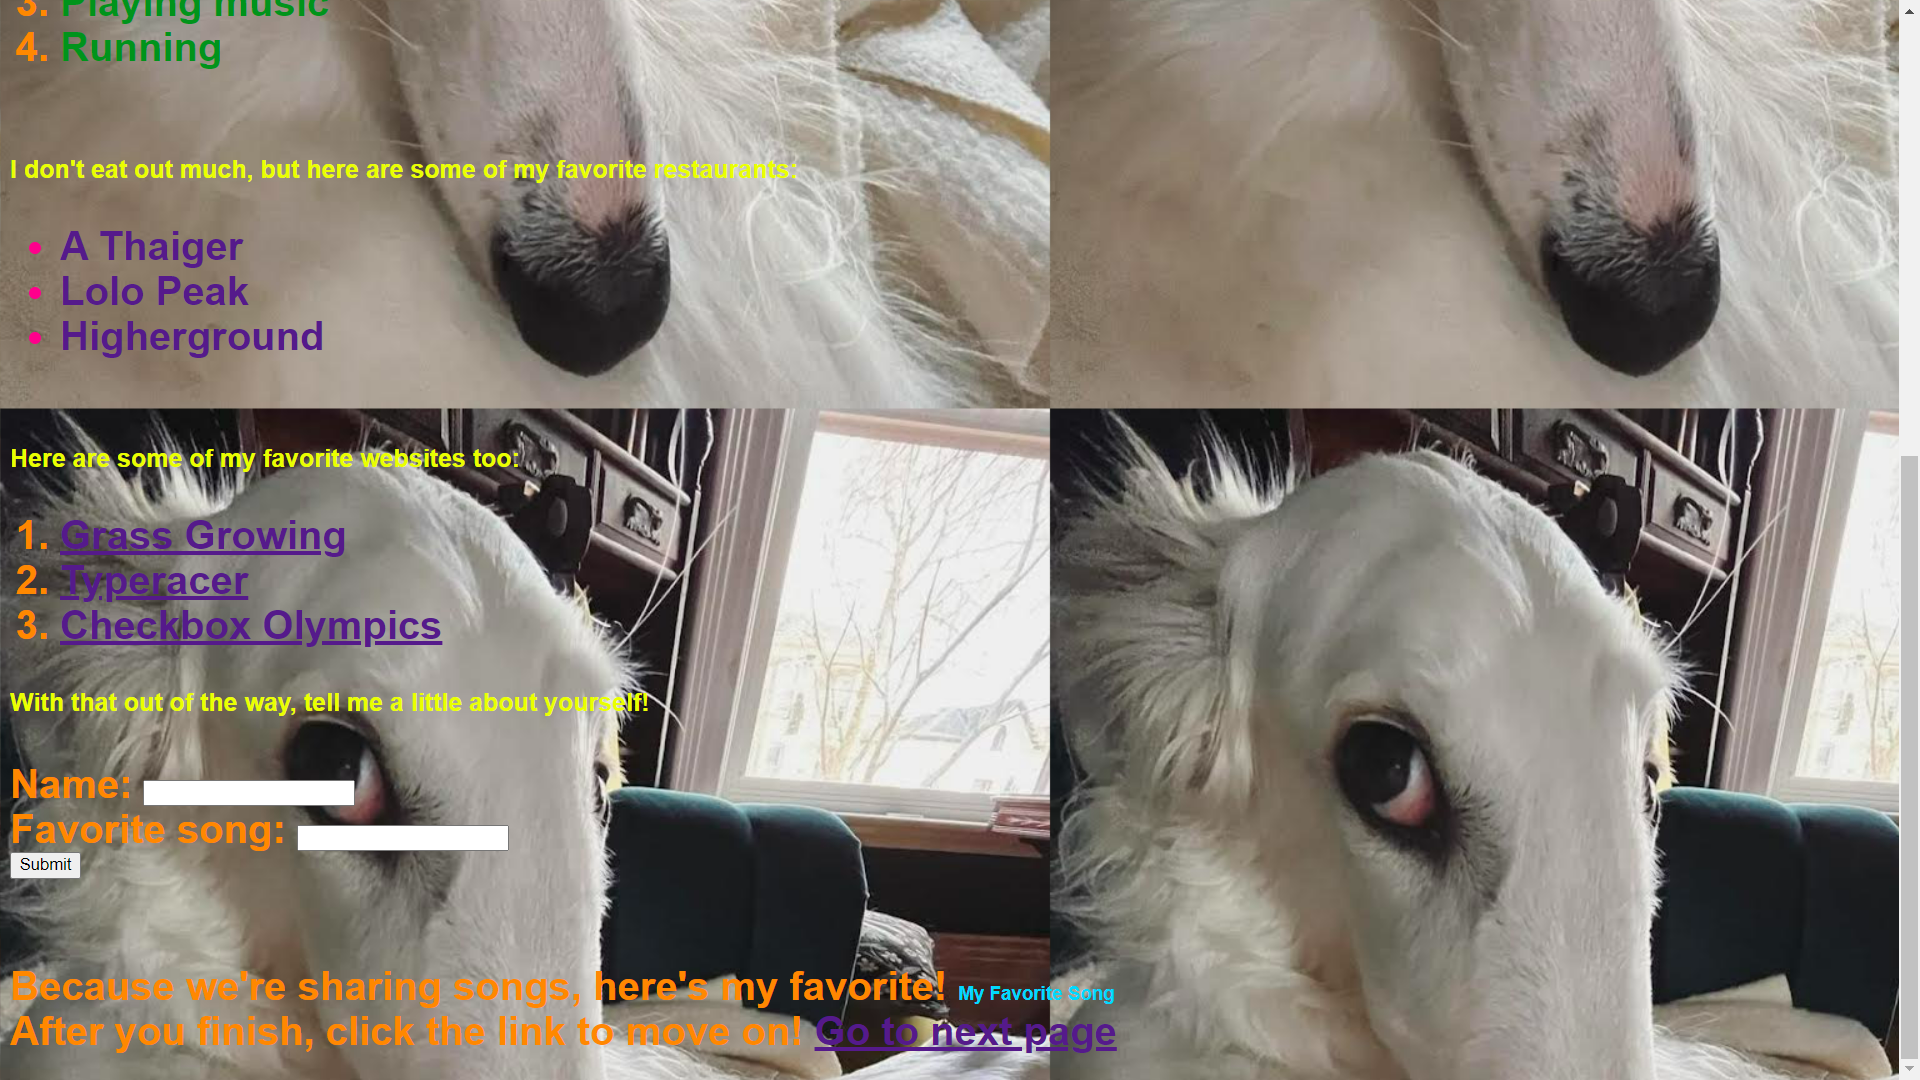 3. Playing music
4. Running
I don't eat out much, but here are some of my favorite restaurants:
• A Thaiger
• Lolo Peak
• Higherground
Here are some of my favorite websites too:
1. Grass Growing
2. Typeracer
3. Checkbox Olympics
With that out of the way, tell me a little about yourself!
Name:
Favorite song:
Submit
Because we're sharing songs, here's my favorite! My Favorite Song
After you finish, click the link to move on! Go to next page